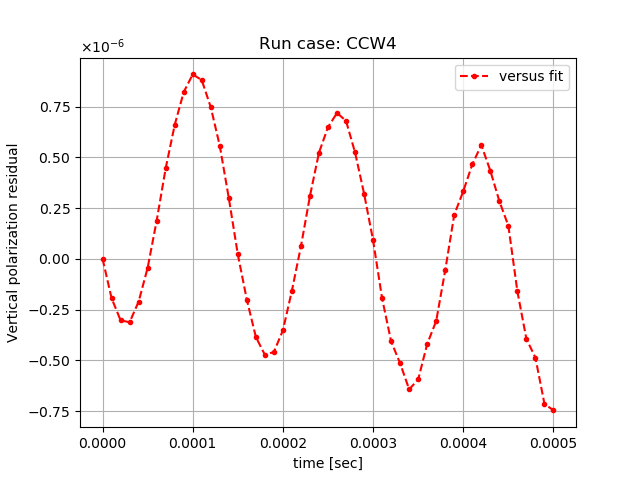 ×10⁻⁶
Run case: CCW4
versus fit
Vertical polarization residual
0.75
0.50
0.25
0.00
−0.25
−0.50
−0.75
0.0000 0.0001 0.0002 0.0003 0.0004 0.0005
time [sec]